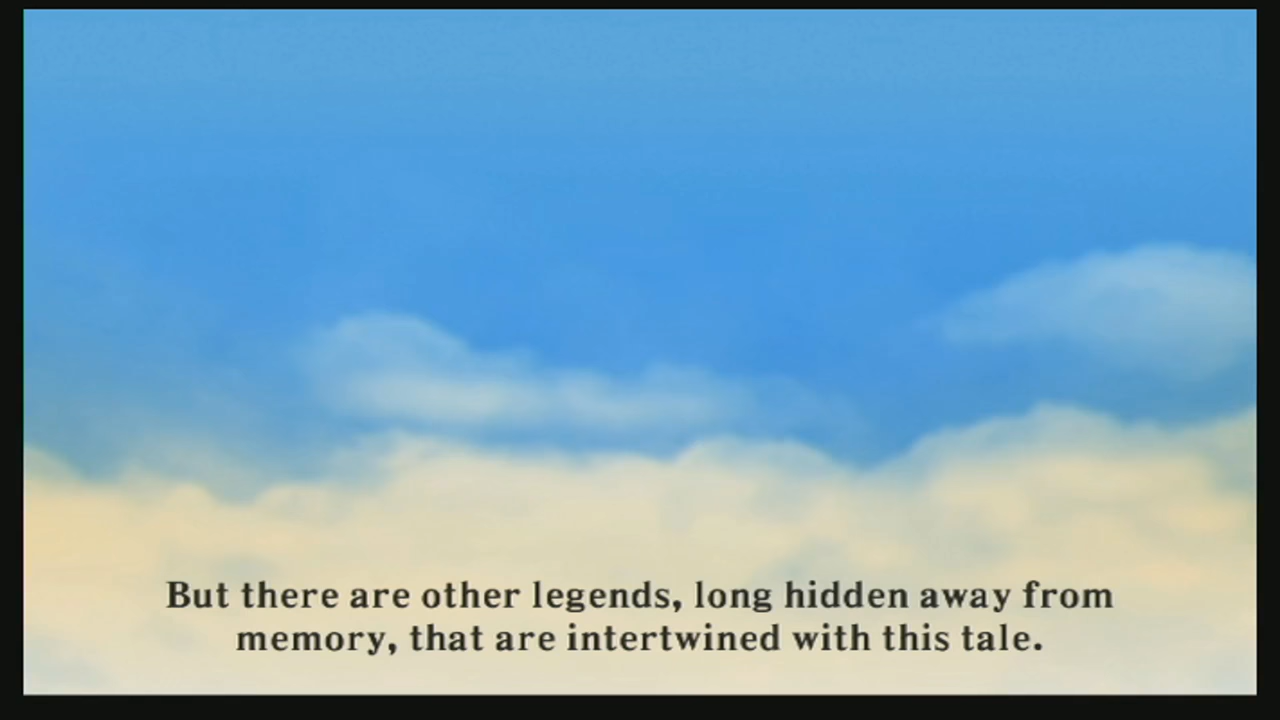 But there are other legends, long hidden away from
memory, that are intertwined with this tale.